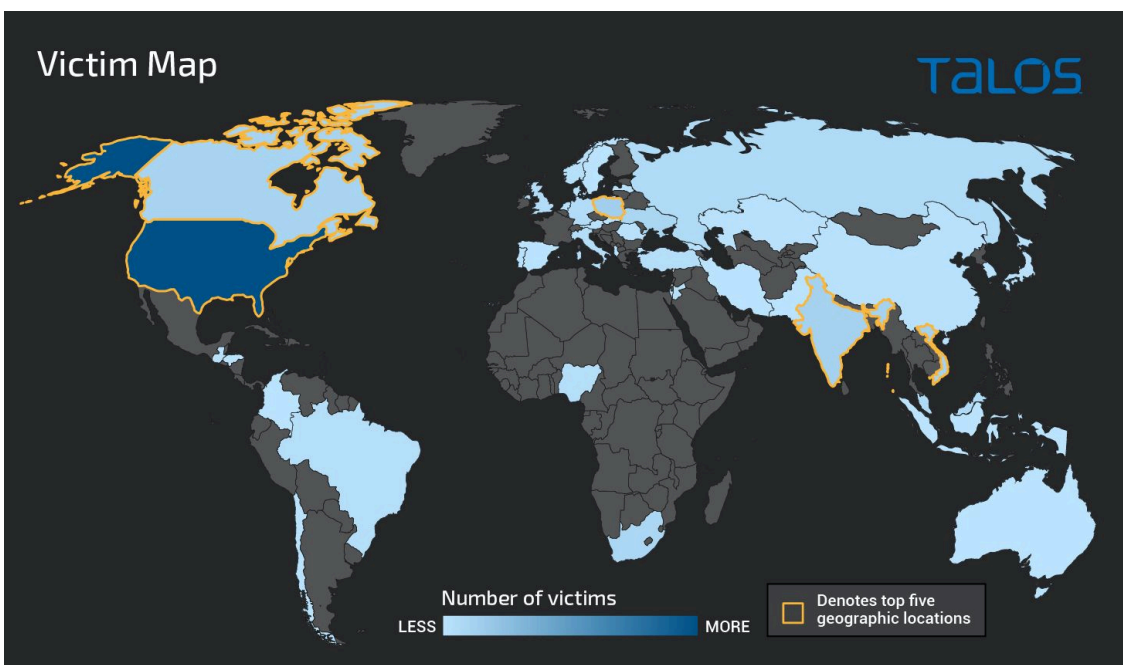 Victim Map
TALOS
Number of victims
LESS
MORE
Denotes top five
geographic locations